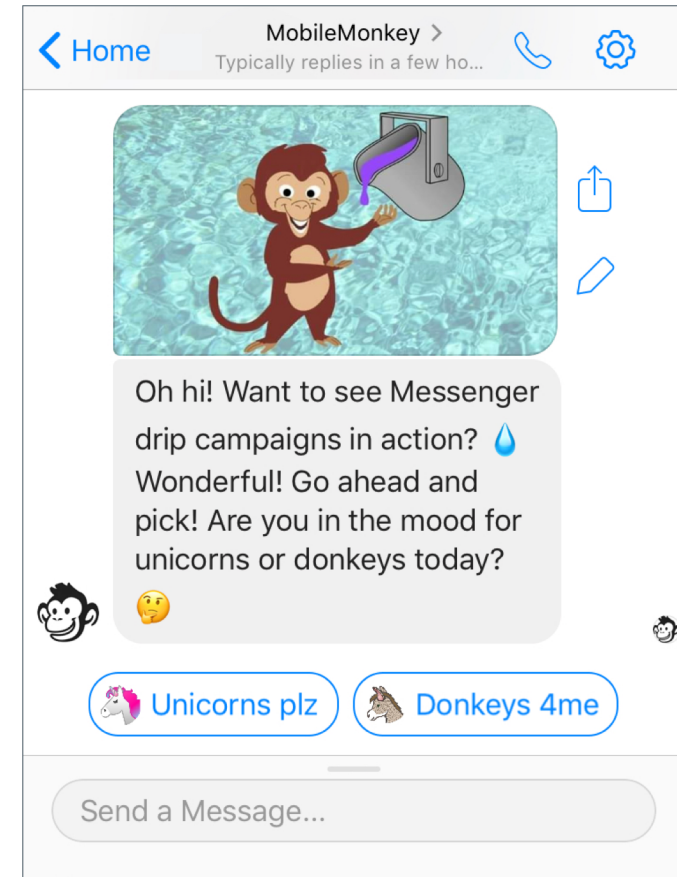 Home
MobileMonkey >
Typically replies in a few ho...
Oh hi! Want to see Messenger
drip campaigns in action? 💧
Wonderful! Go ahead and
pick! Are you in the mood for
unicorns or donkeys today?
🤔
Unicorns plz
Donkeys 4me
Send a Message...